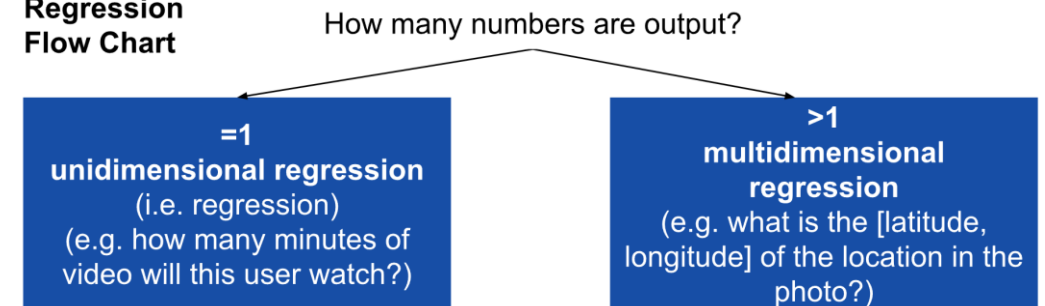 Regression
Flow Chart
How many numbers are output?
=1
unidimensional regression
(i.e. regression)
(e.g. how many minutes of
video will this user watch?)
>1
multidimensional
regression
(e.g. what is the [latitude,
longitude] of the location in the
photo?)